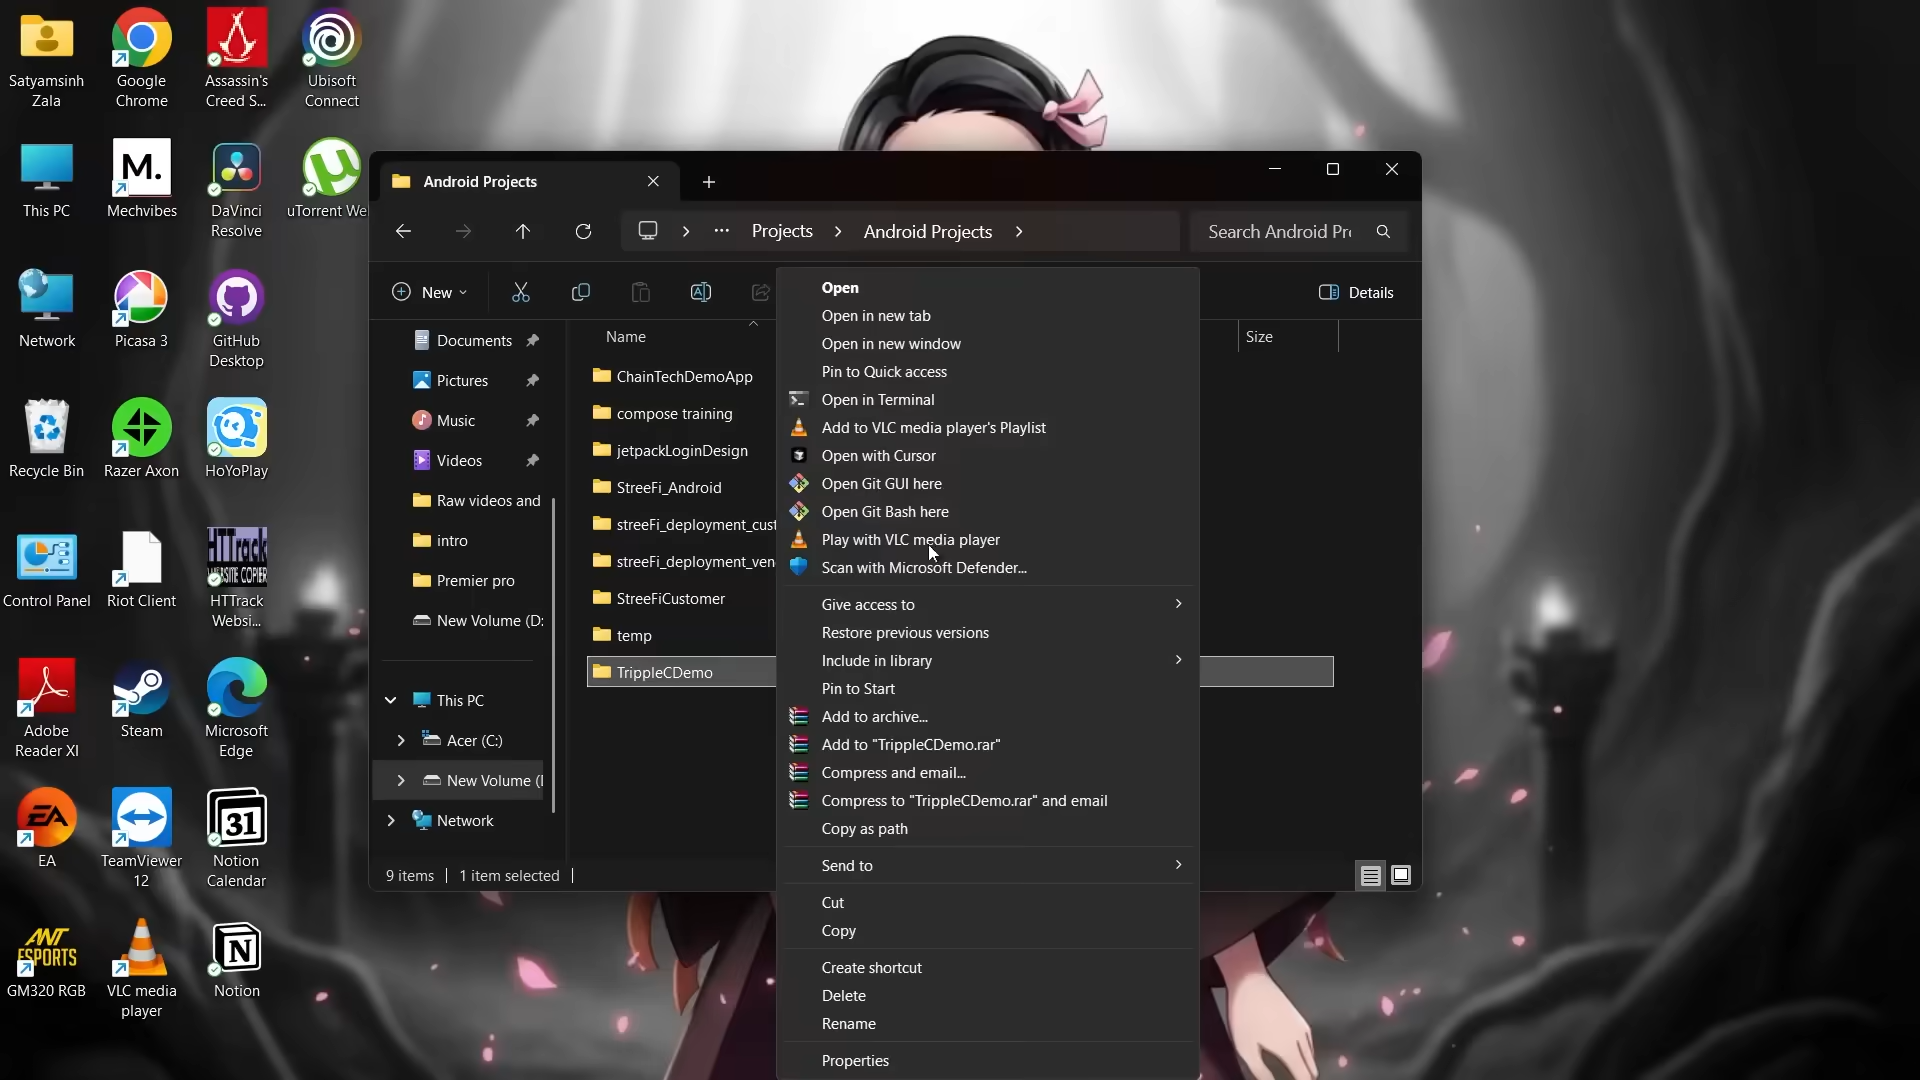 Satyamsinh
Zala
Google
Chrome
Assassin's
Creed S...
Ubisoft
Connect
This PC
M.
Mechvibes
DaVinci
Resolve
uTorrent We
Network
Picasa 3
GitHub
Desktop
Recycle Bin
Razer Axon
HoYoPlay
Control Panel
Riot Client
HTTrack
WEBSITE COPIER
HTTrack
Websi...
Adobe
Reader XI
Steam
Microsoft
Edge
EA
EA
TeamViewer
12
31
Notion
Calendar
ANT
ESPORTS
GM320 RGB
VLC media
player
N
Notion
Android Projects
Projects
Android Projects
Search Android Pr
New
Details
Documents
Pictures
Music
Videos
Raw videos and
intro
Premier pro
New Volume (D:
This PC
Acer (C:)
New Volume (
Network
Name
Size
ChainTechDemoApp
compose training
jetpackLoginDesign
StreeFi_Android
streeFi_deployment_cust
streeFi_deployment_ven
StreeFiCustomer
temp
TrippleCDemo
9 items
1 item selected
Open
Open in new tab
Open in new window
Pin to Quick access
Open in Terminal
Add to VLC media player's Playlist
Open with Cursor
Open Git GUI here
Open Git Bash here
Play with VLC media player
Scan with Microsoft Defender...
Give access to
Restore previous versions
Include in library
Pin to Start
Add to archive...
Add to "TrippleCDemo.rar"
Compress and email...
Compress to "TrippleCDemo.rar" and email
Copy as path
Send to
Cut
Copy
Create shortcut
Delete
Rename
Properties